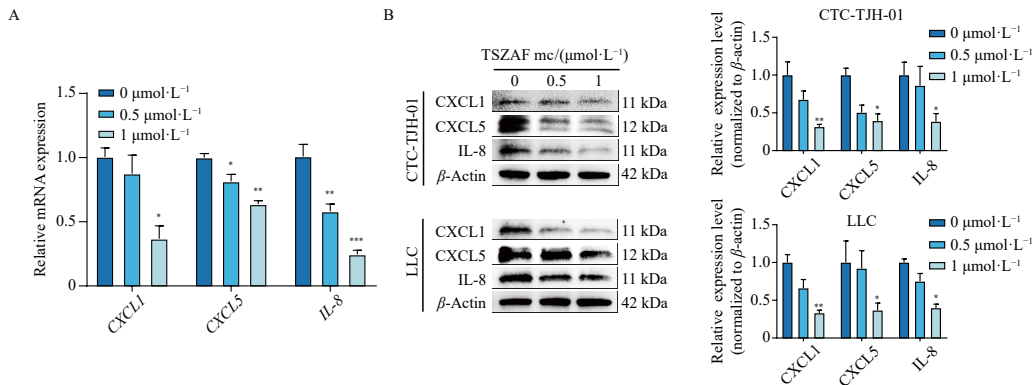 A
Relative mRNA expression
1.5
1.0
0.5
0
0 μmol·L⁻¹
0.5 μmol·L⁻¹
1 μmol·L⁻¹
*
*
**
**
***
CXCL1
CXCL5
IL-8
B
TSZAF mc/(μmol·L⁻¹)
0 0.5 1
CTC-TJH-01
CXCL1 11 kDa
CXCL5 12 kDa
IL-8 11 kDa
β-Actin 42 kDa
LLC
CXCL1 11 kDa
CXCL5 12 kDa
IL-8 11 kDa
β-Actin 42 kDa
CTC-TJH-01
Relative expression level
(normalized to β-actin)
1.5
1.0
0.5
0
0 μmol·L⁻¹
0.5 μmol·L⁻¹
1 μmol·L⁻¹
**
*
*
CXCL1
CXCL5
IL-8
LLC
Relative expression level
(normalized to β-actin)
1.5
1.0
0.5
0
0 μmol·L⁻¹
0.5 μmol·L⁻¹
1 μmol·L⁻¹
**
*
*
CXCL1
CXCL5
IL-8